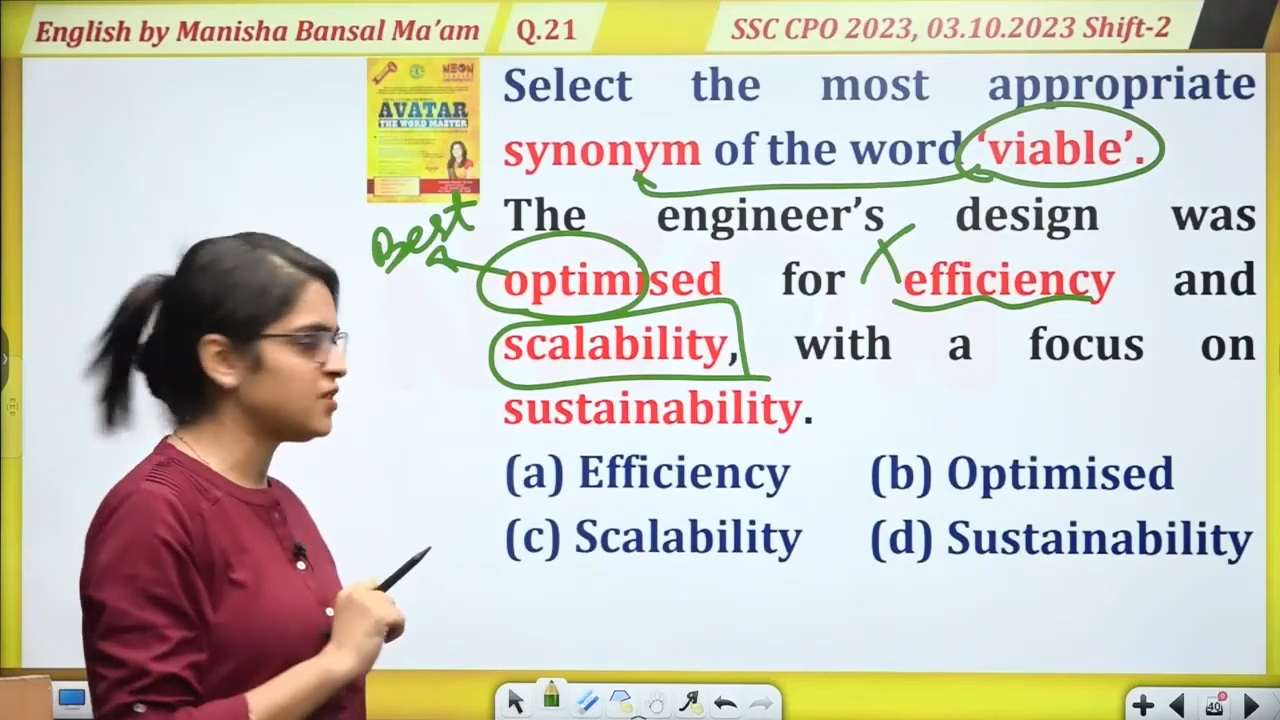 English by Manisha Bansal Ma'am Q.21 SSC CPO 2023, 03.10.2023 Shift-2
NEON
AVATAR
THE WORD MASTER
Select the most appropriate
synonym of the word 'viable'.
Best
The engineer's design was
optimised for efficiency and
scalability, with a focus on
sustainability.
(a) Efficiency (b) Optimised
(c) Scalability (d) Sustainability
40